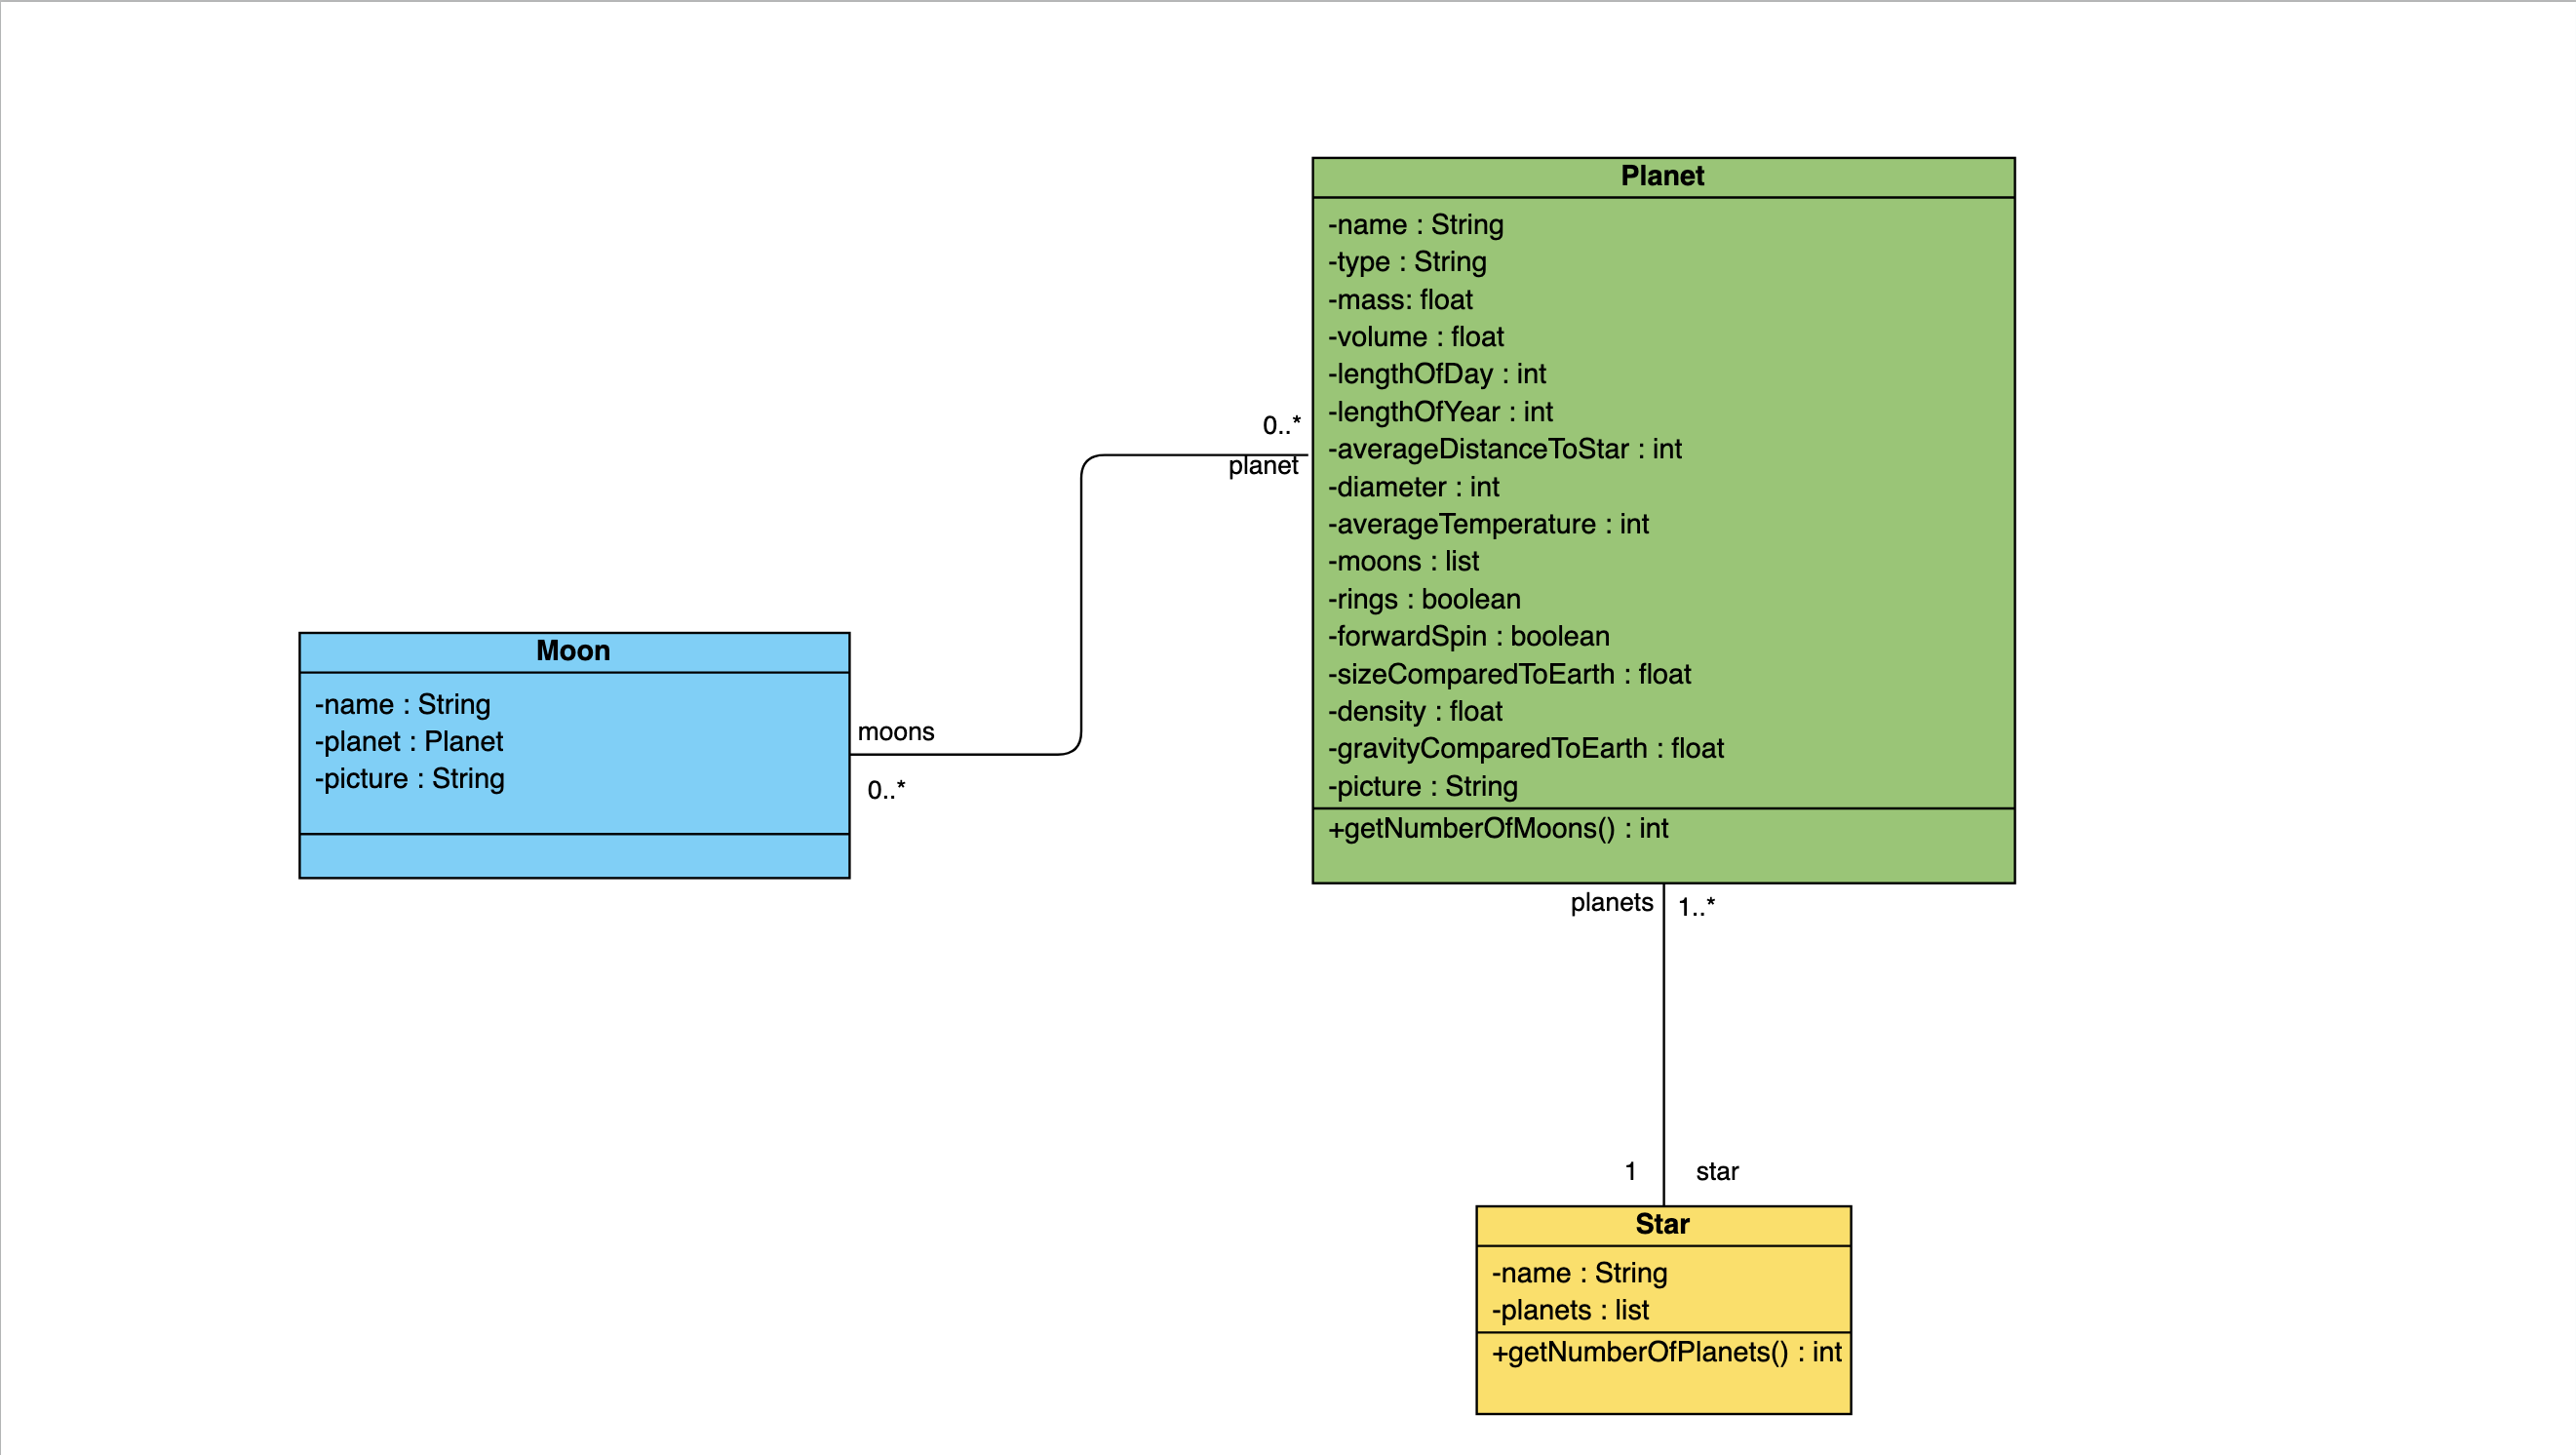 Planet
-name : String
-type : String
-mass: float
-volume : float
-lengthOfDay : int
-lengthOfYear : int
-averageDistanceToStar : int
-diameter : int
-averageTemperature : int
-moons : list
-rings : boolean
-forwardSpin : boolean
-sizeComparedToEarth : float
-density : float
-gravityComparedToEarth : float
-picture : String
+getNumberOfMoons() : int
0..*
planet
Moon
-name : String
-planet : Planet
-picture : String
moons
0..*
planets
1..*
1
star
Star
-name : String
-planets : list
+getNumberOfPlanets() : int